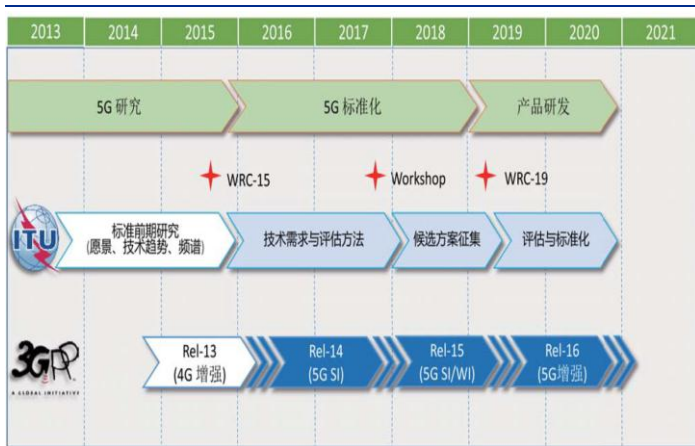 2013 2014 2015 2016 2017 2018 2019 2020 2021
5G 研究 5G 标准化 产品研发
WRC-15 Workshop WRC-19
ITU
标准前期研究
(愿景、技术趋势、频谱)
技术需求与评估方法 候选方案征集 评估与标准化
3GPP
A GLOBAL INITIATIVE
Rel-13
(4G 增强)
Rel-14
(5G SI)
Rel-15
(5G SI/WI)
Rel-16
(5G增强)